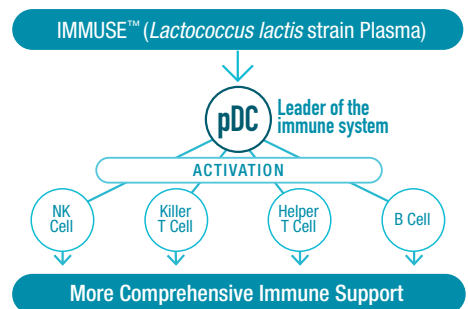 IMMUSE™ (Lactococcus lactis strain Plasma)
pDC
Leader of the
immune system
ACTIVATION
NK
Cell
Killer
T Cell
Helper
T Cell
B Cell
More Comprehensive Immune Support